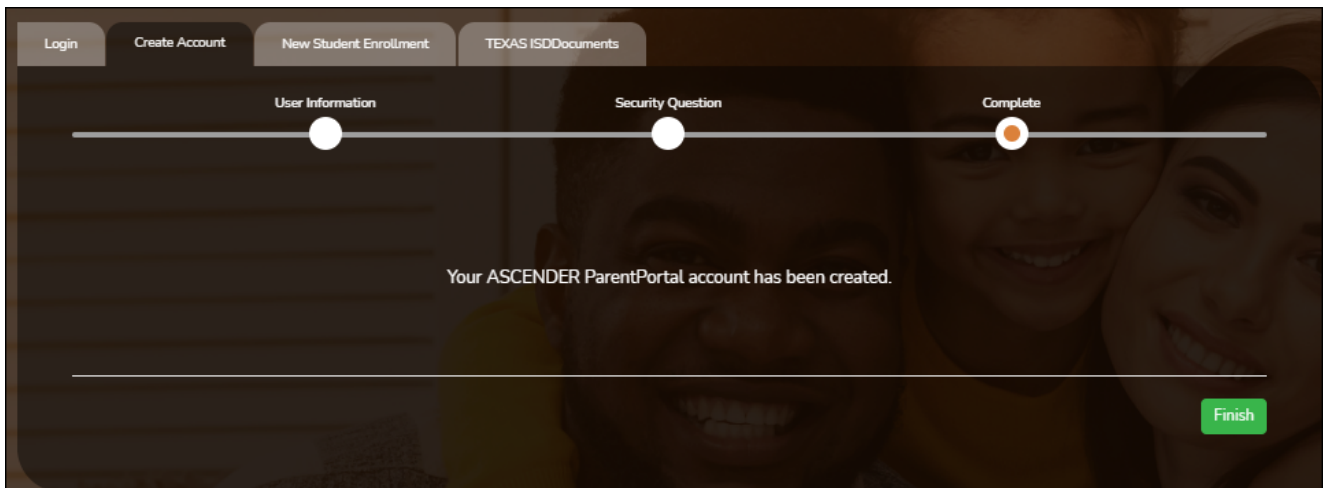 Login
Create Account
New Student Enrollment
TEXAS ISDDocuments
User Information
Security Question
Complete
Your ASCENDER ParentPortal account has been created.
Finish